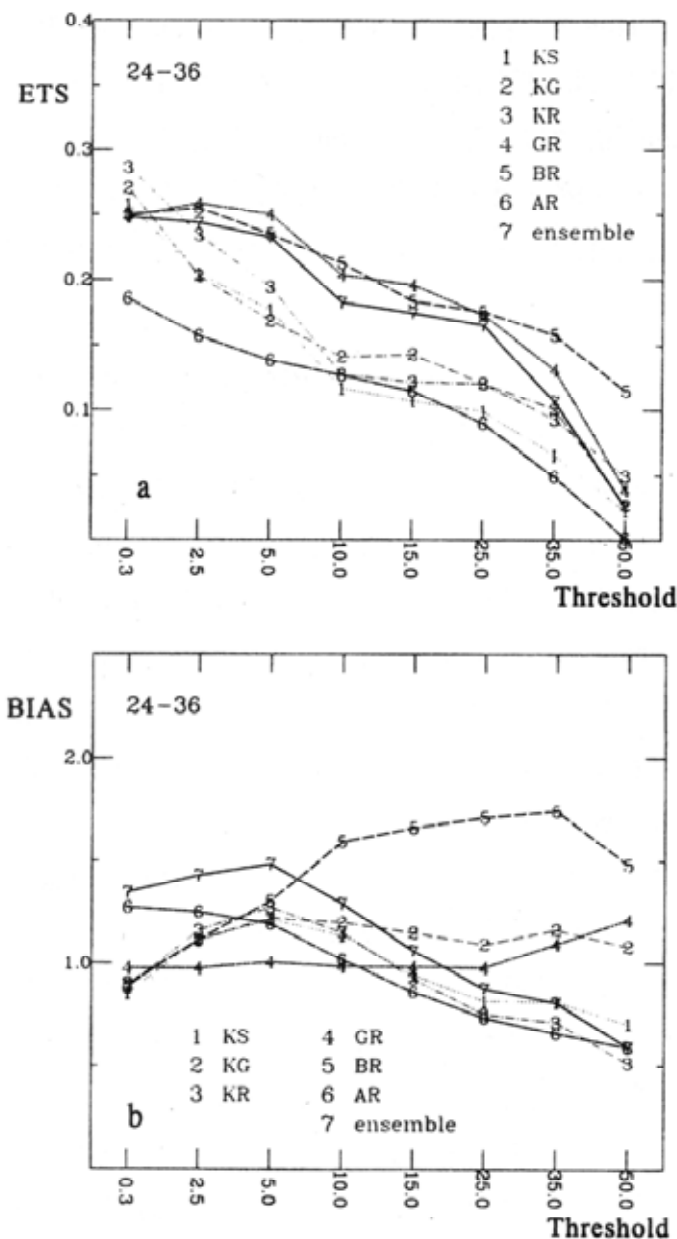 0.4
24-36
ETS
1 KS
2 KG
3 KR
4 GR
5 BR
6 AR
7 ensemble
0.3
0.2
0.1
a
0.3
2.5
5.0
10.0
15.0
25.0
35.0
50.0
Threshold
BIAS
24-36
2.0
1.0
1 KS
2 KG
3 KR
4 GR
5 BR
6 AR
7 ensemble
b
0.3
2.5
5.0
10.0
15.0
25.0
35.0
50.0
Threshold